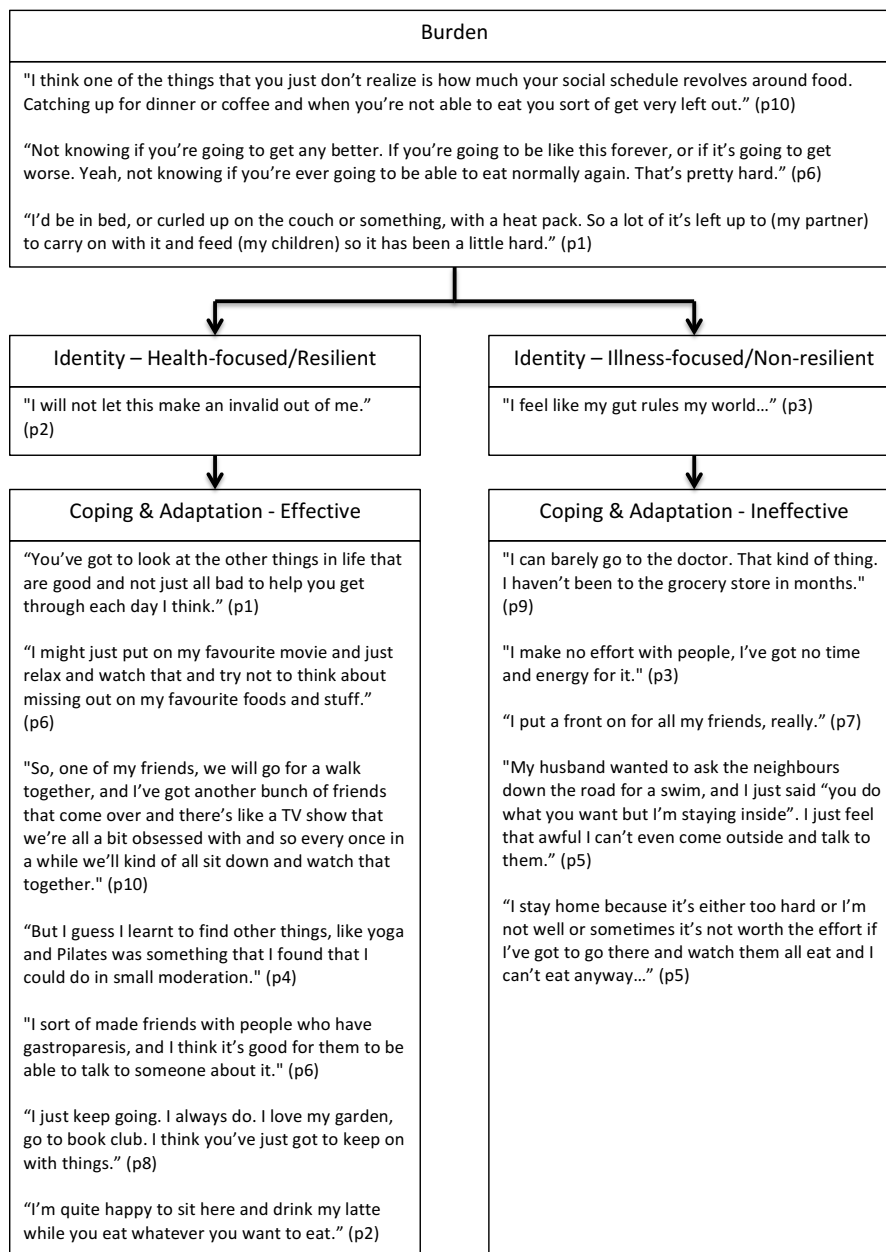 Burden
"I think one of the things that you just don’t realize is how much your social schedule revolves around food.
Catching up for dinner or coffee and when you’re not able to eat you sort of get very left out.” (p10)
“Not knowing if you’re going to get any better. If you’re going to be like this forever, or if it’s going to get
worse. Yeah, not knowing if you’re ever going to be able to eat normally again. That’s pretty hard.” (p6)
“I’d be in bed, or curled up on the couch or something, with a heat pack. So a lot of it’s left up to (my partner)
to carry on with it and feed (my children) so it has been a little hard.” (p1)
Identity – Health-focused/Resilient
"I will not let this make an invalid out of me.”
(p2)
Coping & Adaptation - Effective
“You’ve got to look at the other things in life that
are good and not just all bad to help you get
through each day I think.” (p1)
“I might just put on my favourite movie and just
relax and watch that and try not to think about
missing out on my favourite foods and stuff.”
(p6)
"So, one of my friends, we will go for a walk
together, and I’ve got another bunch of friends
that come over and there’s like a TV show that
we’re all a bit obsessed with and so every once in
a while we’ll kind of all sit down and watch that
together." (p10)
“But I guess I learnt to find other things, like yoga
and Pilates was something that I found that I
could do in small moderation." (p4)
"I sort of made friends with people who have
gastroparesis, and I think it’s good for them to be
able to talk to someone about it." (p6)
“I just keep going. I always do. I love my garden,
go to book club. I think you’ve just got to keep on
with things.” (p8)
“I’m quite happy to sit here and drink my latte
while you eat whatever you want to eat.” (p2)
Identity – Illness-focused/Non-resilient
"I feel like my gut rules my world…” (p3)
Coping & Adaptation - Ineffective
"I can barely go to the doctor. That kind of thing.
I haven’t been to the grocery store in months."
(p9)
"I make no effort with people, I’ve got no time
and energy for it." (p3)
“I put a front on for all my friends, really.” (p7)
"My husband wanted to ask the neighbours
down the road for a swim, and I just said “you do
what you want but I’m staying inside”. I just feel
that awful I can’t even come outside and talk to
them.” (p5)
“I stay home because it’s either too hard or I’m
not well or sometimes it’s not worth the effort if
I’ve got to go there and watch them all eat and I
can’t eat anyway…” (p5)